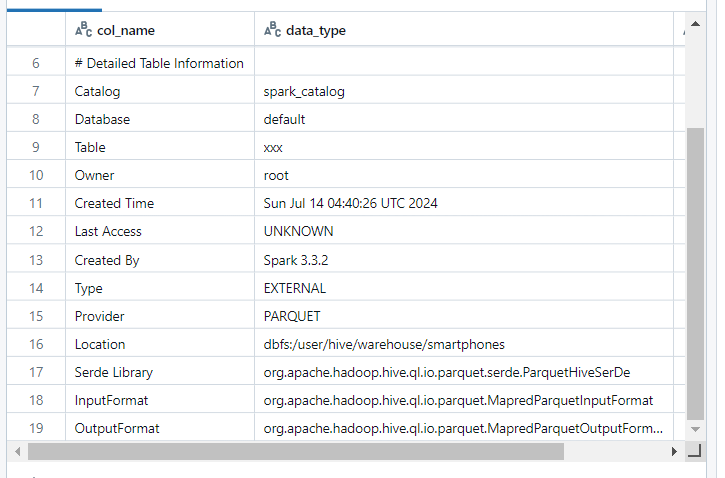 col_name data_type
6 # Detailed Table Information
7 Catalog spark_catalog
8 Database default
9 Table xxx
10 Owner root
11 Created Time Sun Jul 14 04:40:26 UTC 2024
12 Last Access UNKNOWN
13 Created By Spark 3.3.2
14 Type EXTERNAL
15 Provider PARQUET
16 Location dbfs:/user/hive/warehouse/smartphones
17 Serde Library org.apache.hadoop.hive.ql.io.parquet.serde.ParquetHiveSerDe
18 InputFormat org.apache.hadoop.hive.ql.io.parquet.MapredParquetInputFormat
19 OutputFormat org.apache.hadoop.hive.ql.io.parquet.MapredParquetOutputForm...